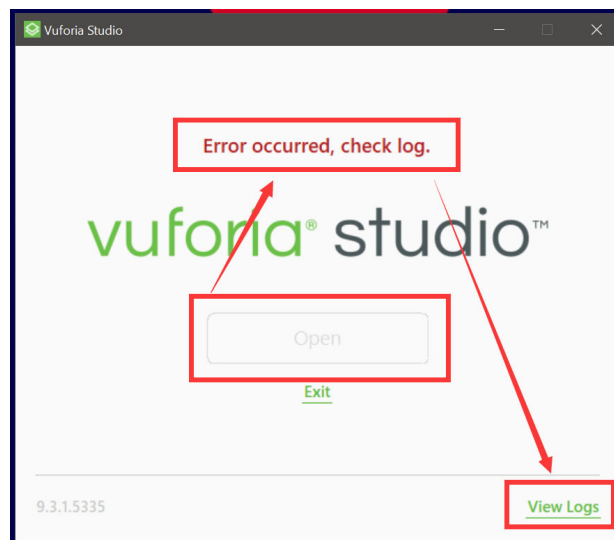 Vuforia Studio
Error occurred, check log.
vuforia® studio™
Open
Exit
9.3.1.5335
View Logs